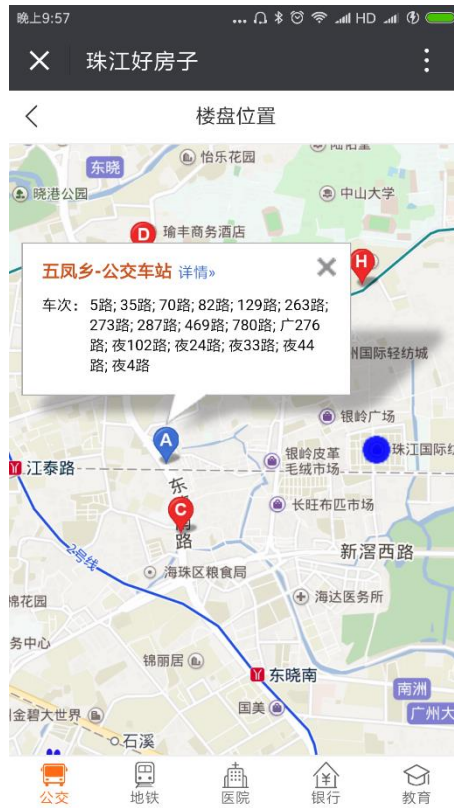 晚上9:57
... HD
珠江好房子
楼盘位置
东晓
怡乐花园
晓港公园
中山大学
D
瑜丰商务酒店
H
五凤乡-公交车站 详情»
车次: 5路; 35路; 70路; 82路; 129路; 263路;
273路; 287路; 469路; 780路; 广276
路; 夜102路; 夜24路; 夜33路; 夜44
路; 夜4路
州国际轻纺城
银岭广场
A
江泰路
银岭皮革
毛绒市场
珠江国际纺
东
C
长旺布匹市场
南路
新滘西路
2号线
海珠区粮食局
海达医务所
棉花园
务中心
锦丽居
东晓南
南洲
金碧大世界
国美
广州大
石溪
公交
地铁
医院
银行
教育